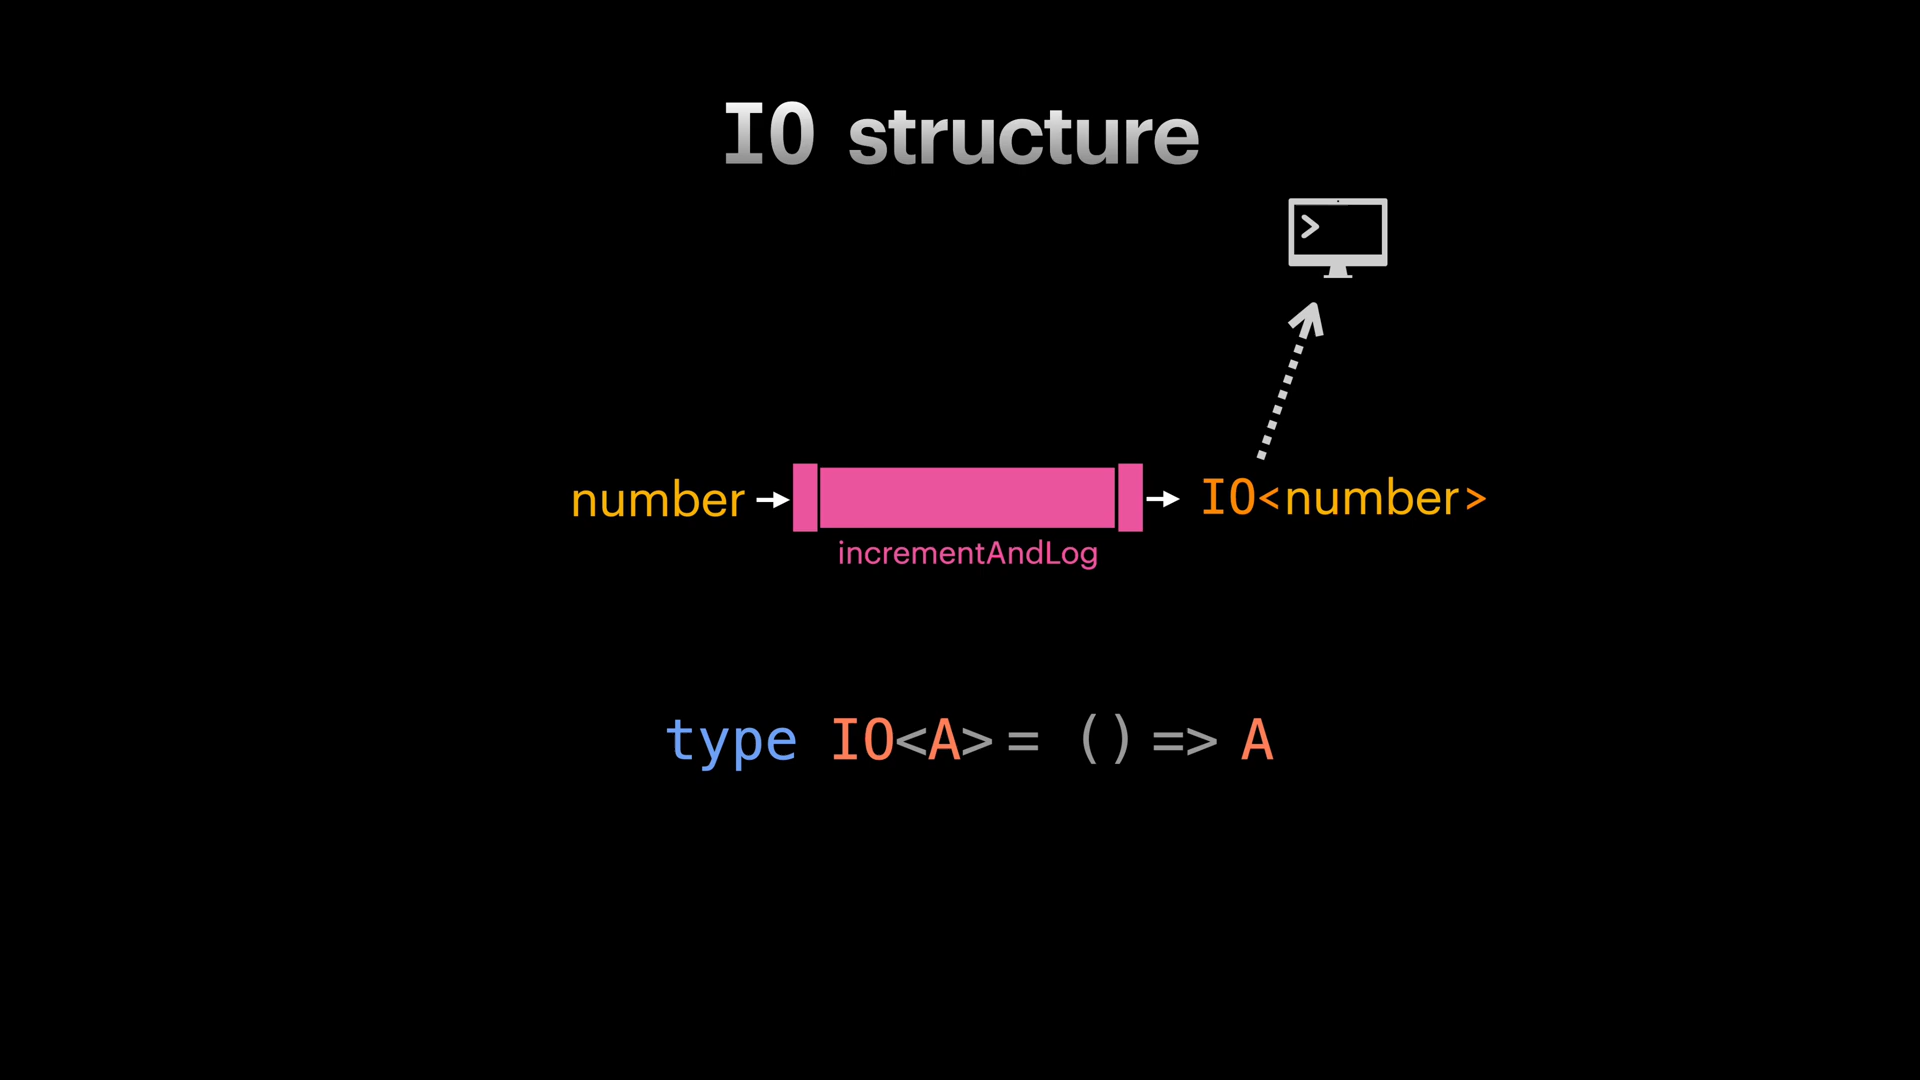 IO structure
number IO<number>
incrementAndLog
type IO<A> = () => A